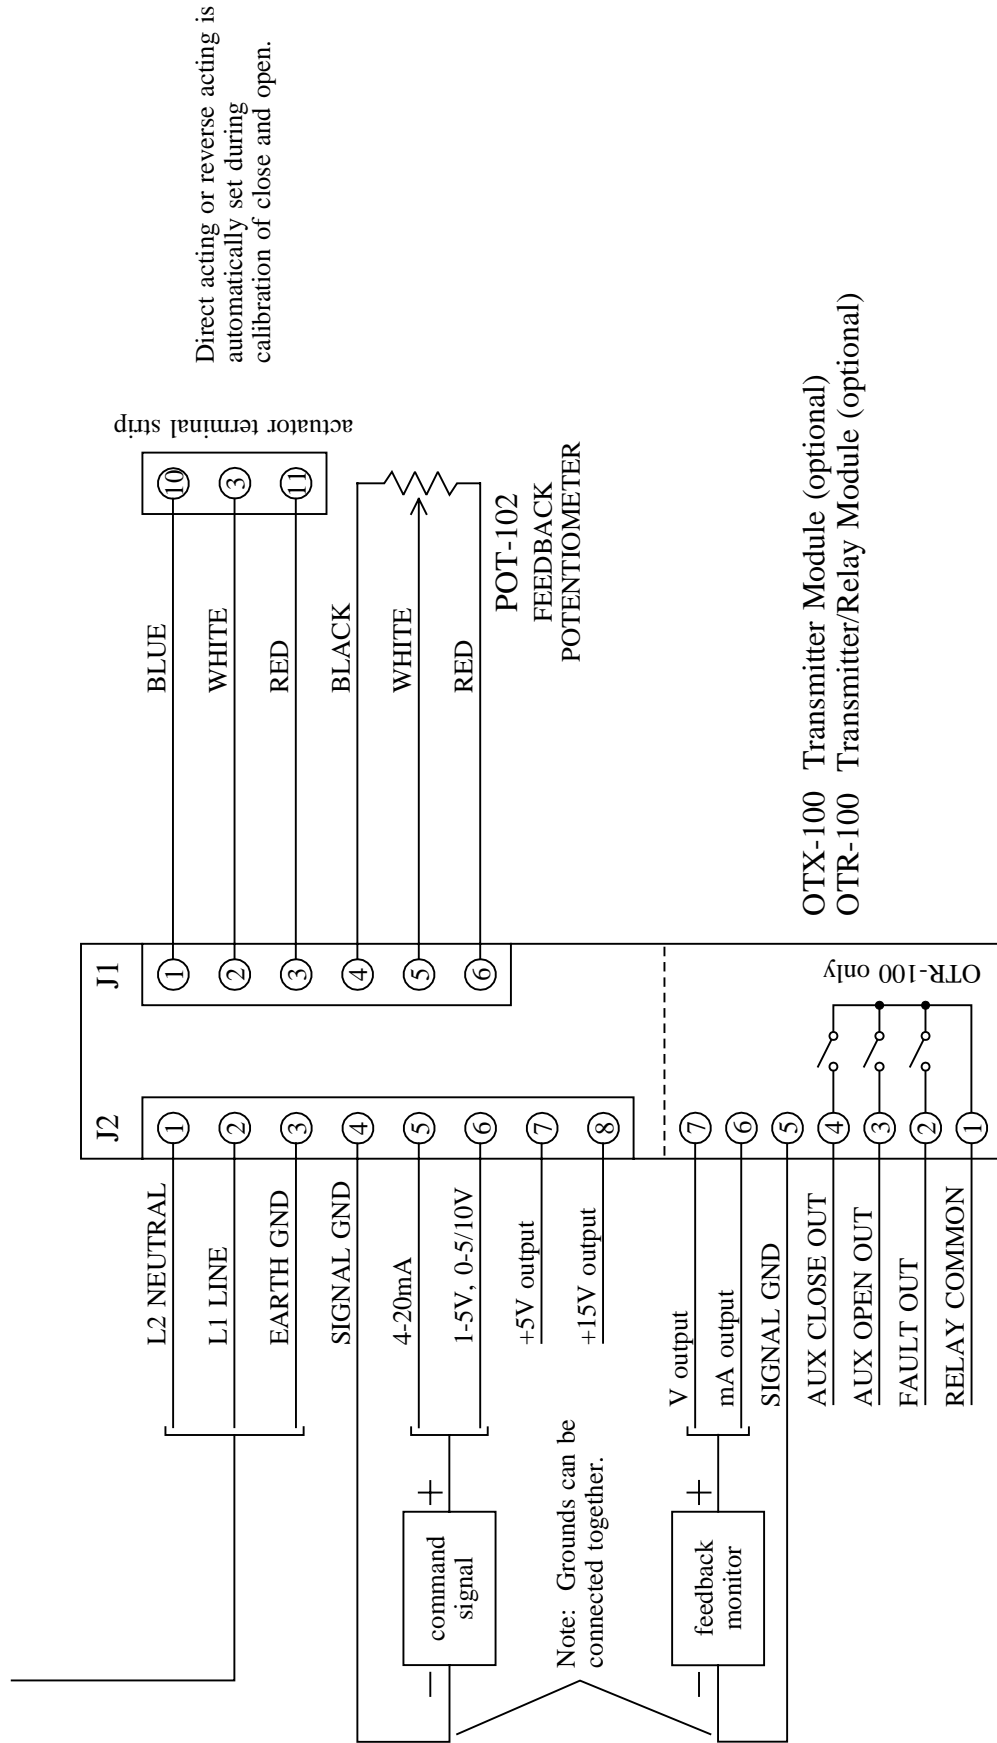 Direct acting or reverse acting is
automatically set during
calibration of close and open.
actuator terminal strip
10
3
11
BLUE
WHITE
RED
BLACK
WHITE
RED
POT-102
FEEDBACK
POTENTIOMETER
J1
1
2
3
4
5
6
J2
1
2
3
4
5
6
7
8
L2 NEUTRAL
L1 LINE
EARTH GND
SIGNAL GND
4-20mA
1-5V, 0-5/10V
+5V output
+15V output
+
command
signal
−
Note: Grounds can be
connected together.
OTX-100 Transmitter Module (optional)
OTR-100 Transmitter/Relay Module (optional)
OTR-100 only
7
6
5
4
3
2
1
V output
mA output
SIGNAL GND
AUX CLOSE OUT
AUX OPEN OUT
FAULT OUT
RELAY COMMON
+
feedback
monitor
−